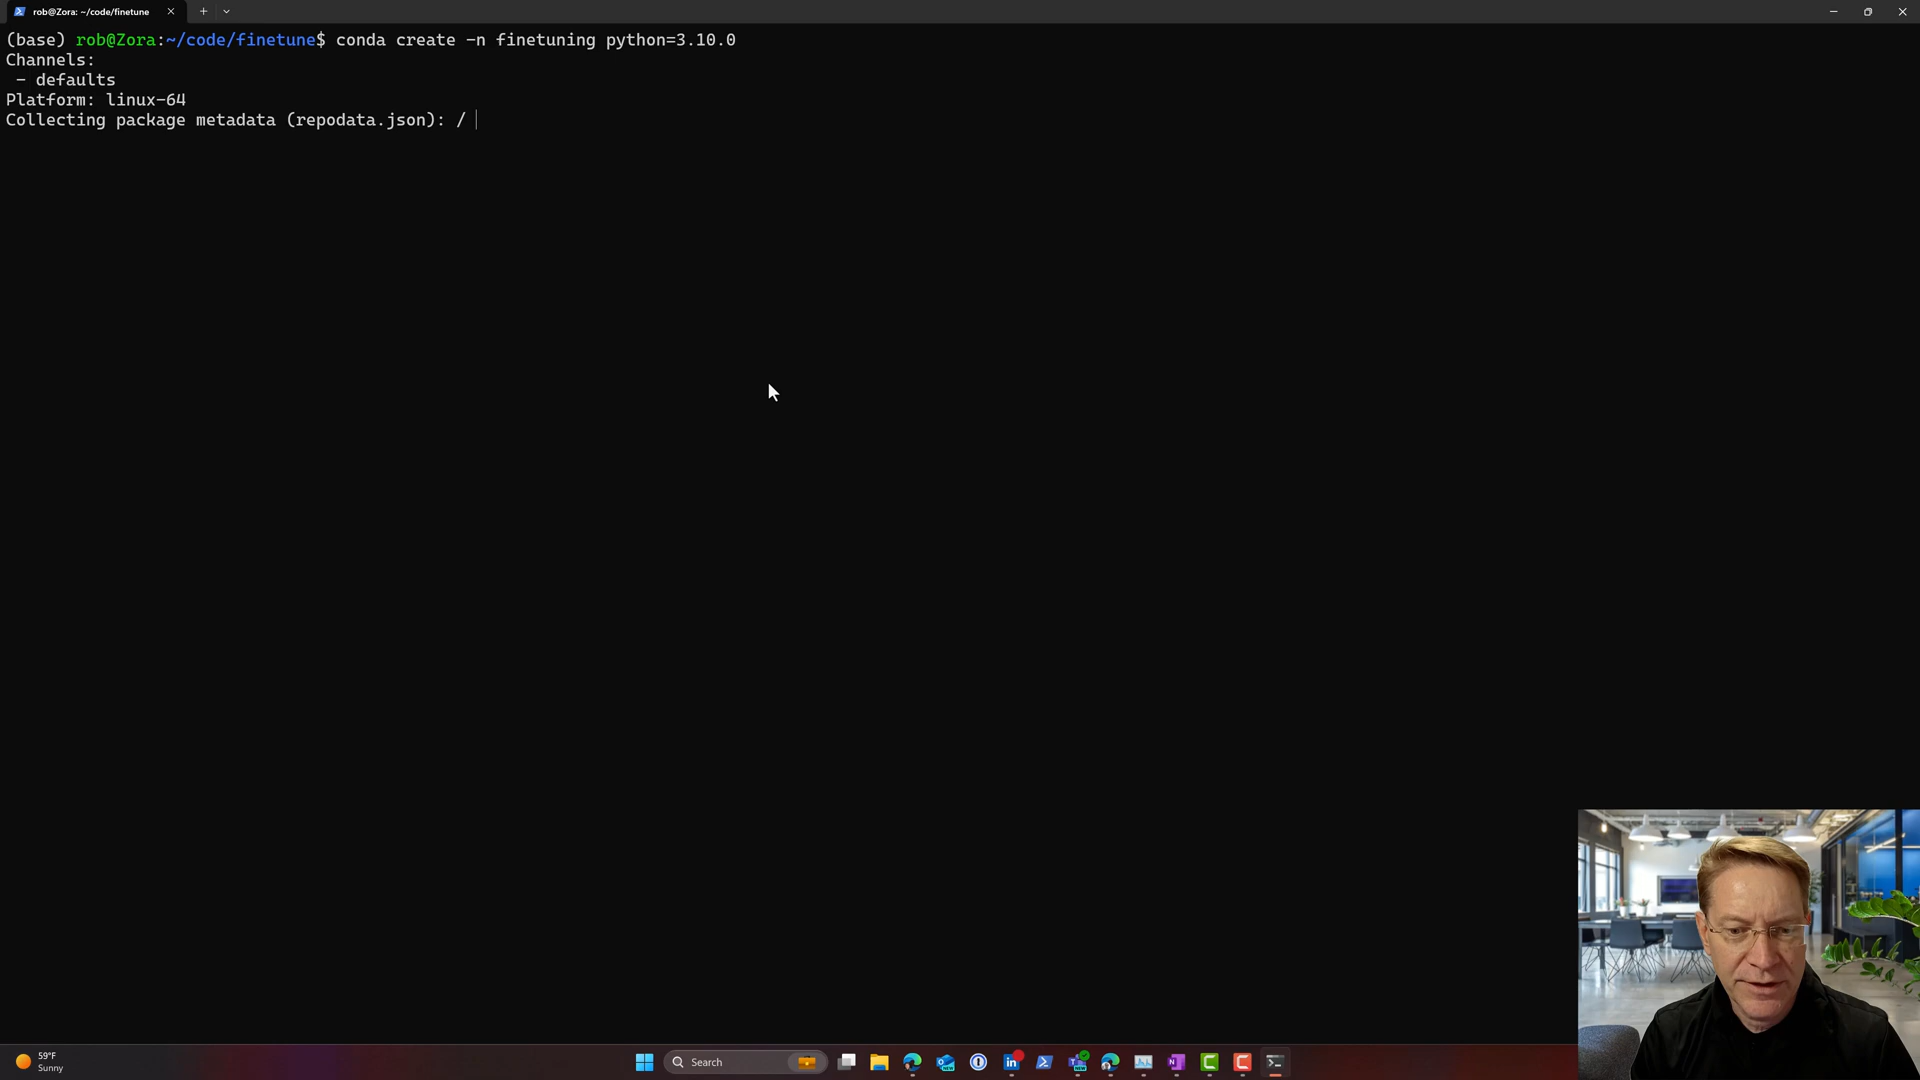 rob@Zora: ~/code/finetune
(base) rob@Zora:~/code/finetune$ conda create -n finetuning python=3.10.0
Channels:
 - defaults
Platform: linux-64
Collecting package metadata (repodata.json): /
59°F
Sunny
Search